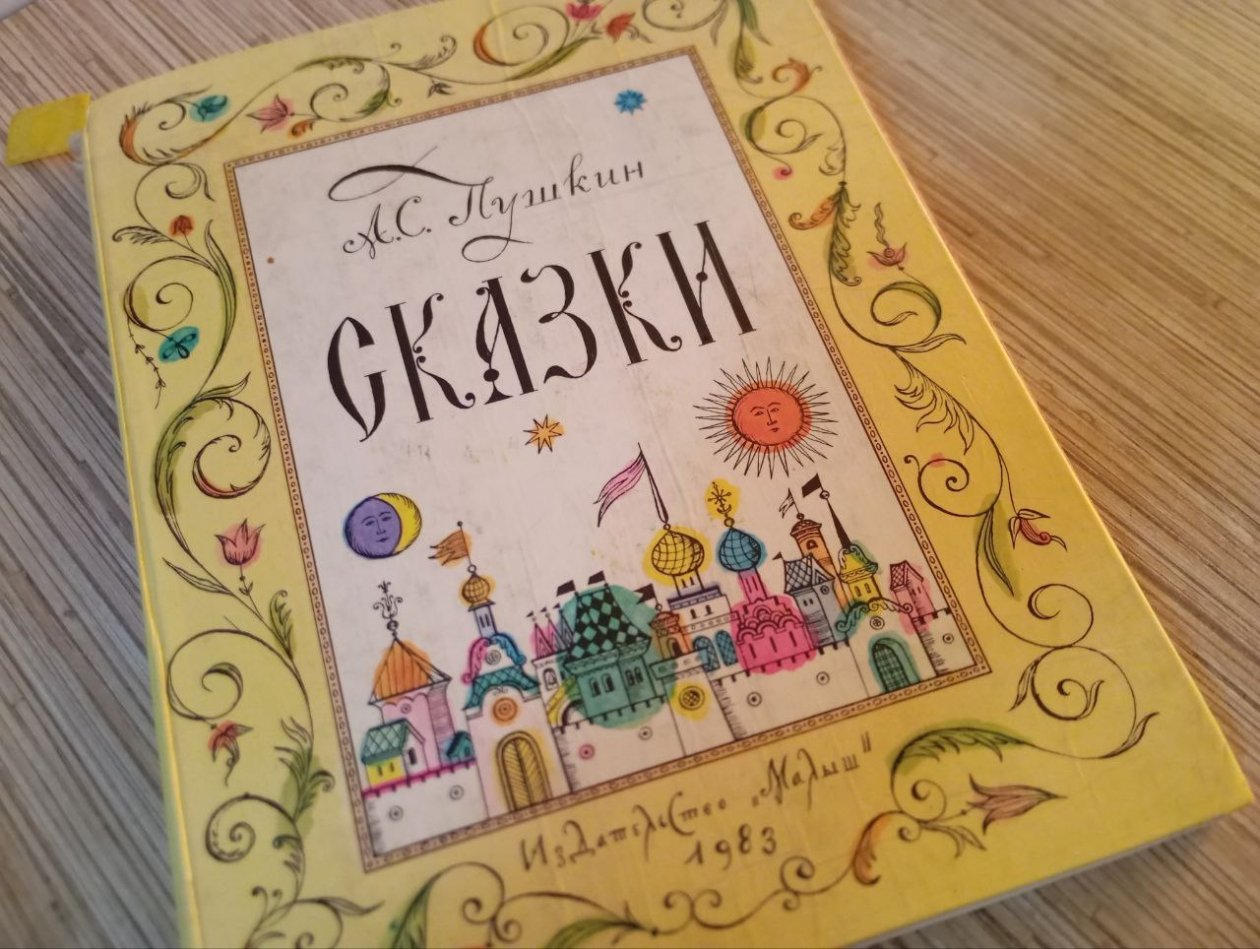 А.С. Пушкин
СКАЗКИ
Издательство „Малыш"
1983